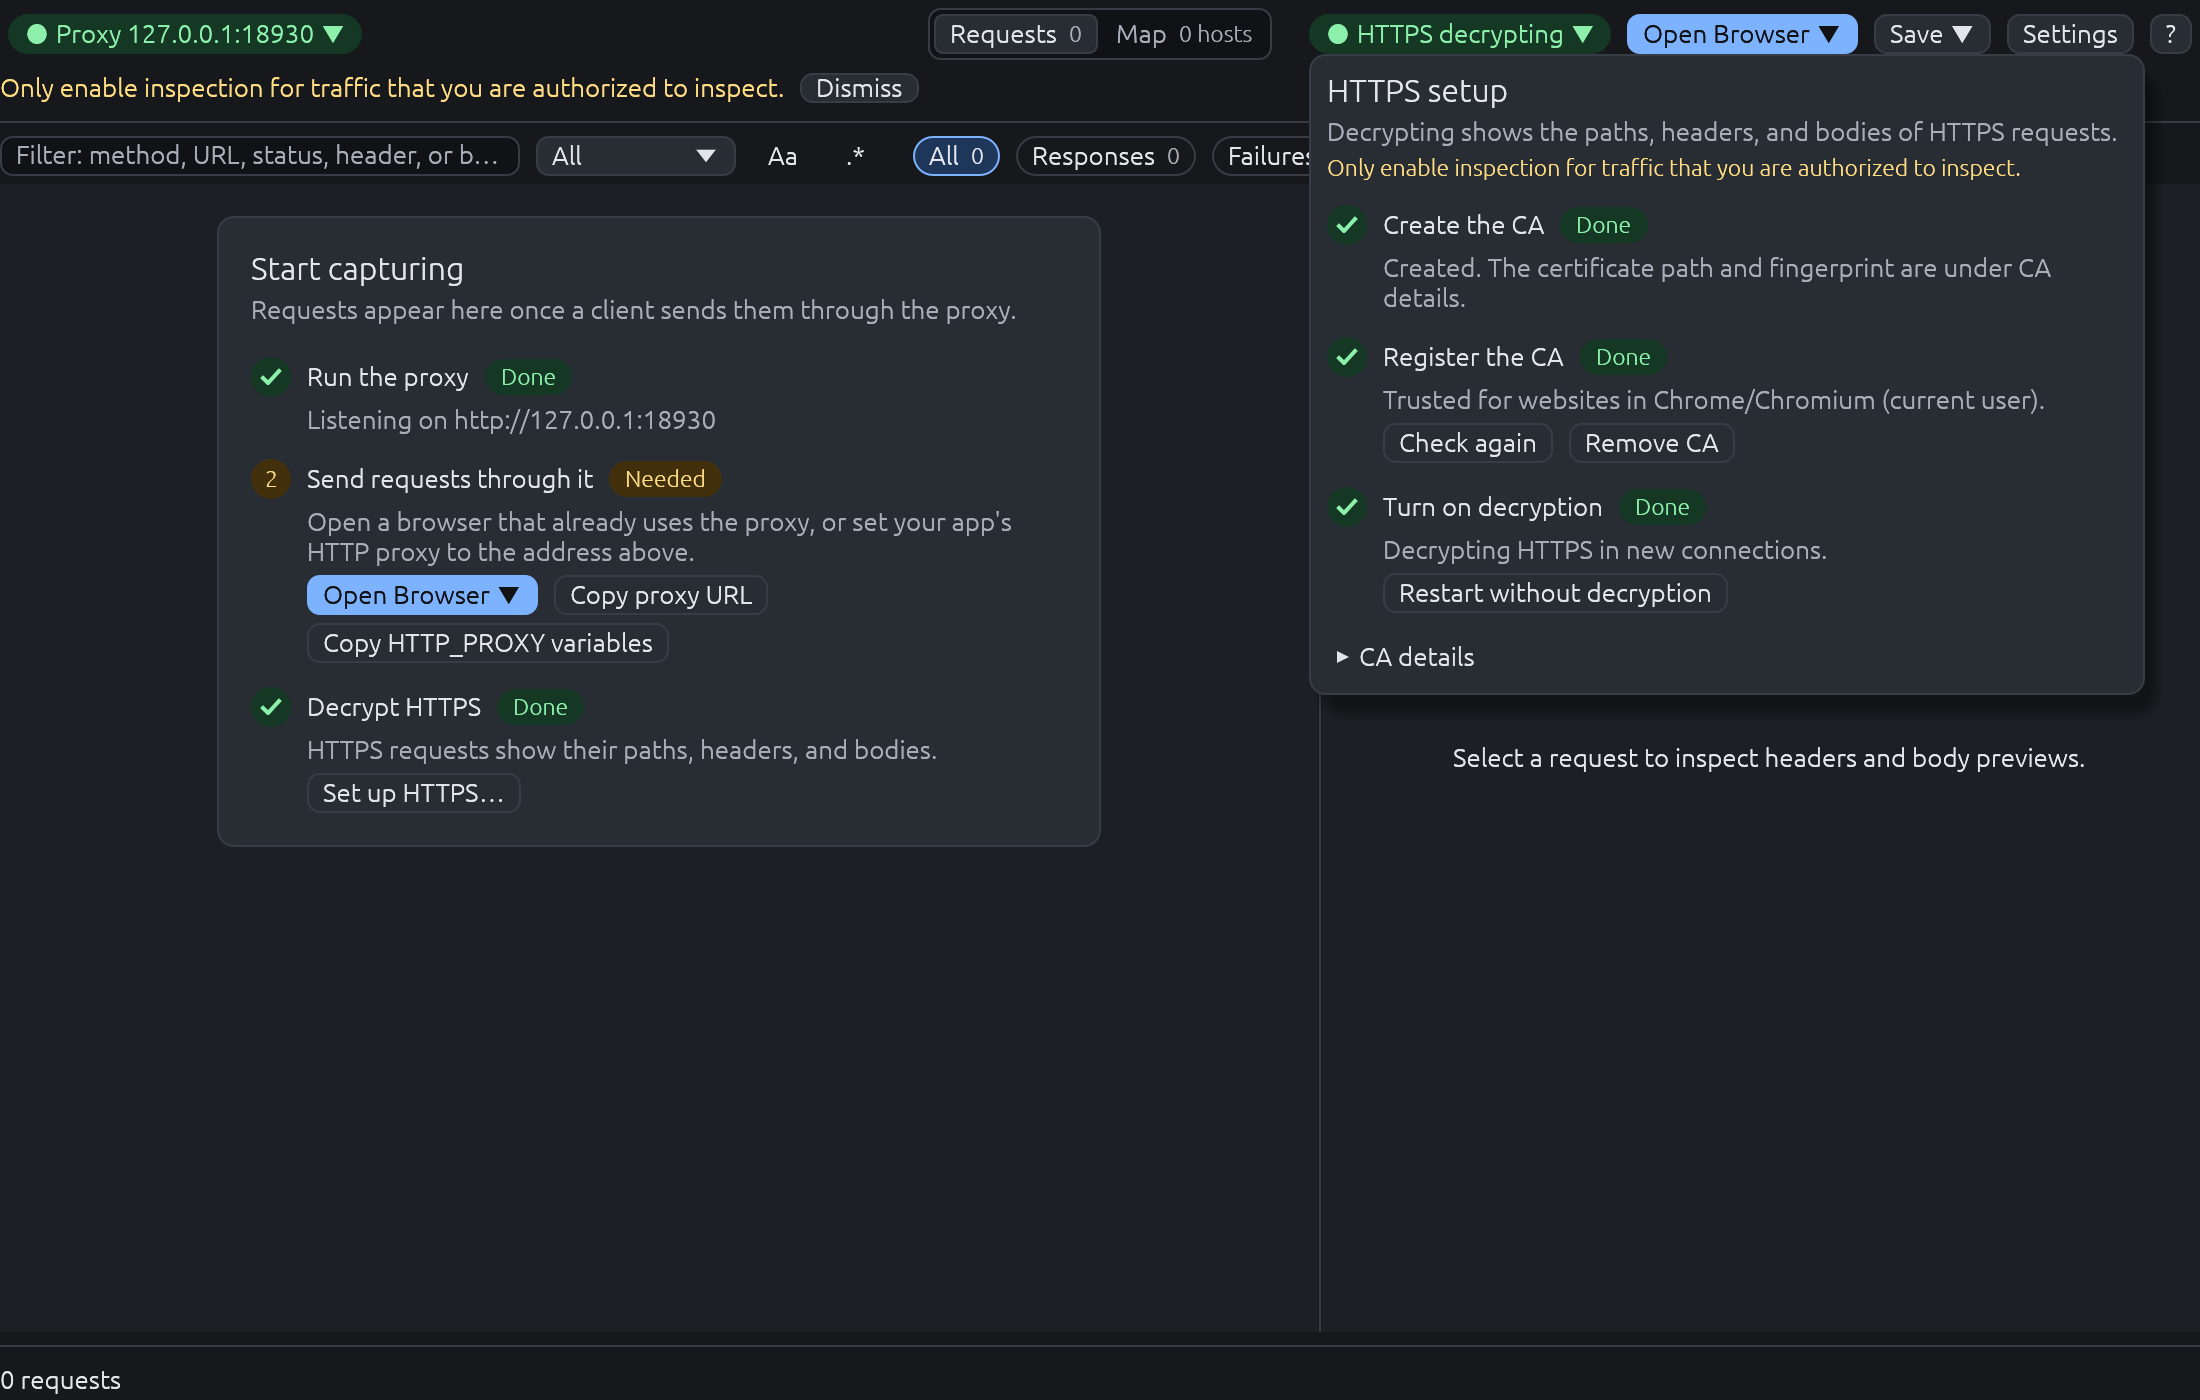 Proxy 127.0.0.1:18930 ▼
Requests 0 Map 0 hosts
HTTPS decrypting ▼
Open Browser ▼
Save ▼
Settings
?
Only enable inspection for traffic that you are authorized to inspect. Dismiss
Filter: method, URL, status, header, or b...
All ▼
Aa
.*
All 0
Responses 0
Failures
Start capturing
Requests appear here once a client sends them through the proxy.
Run the proxy Done
Listening on http://127.0.0.1:18930
2 Send requests through it Needed
Open a browser that already uses the proxy, or set your app's
HTTP proxy to the address above.
Open Browser ▼ Copy proxy URL
Copy HTTP_PROXY variables
Decrypt HTTPS Done
HTTPS requests show their paths, headers, and bodies.
Set up HTTPS...
HTTPS setup
Decrypting shows the paths, headers, and bodies of HTTPS requests.
Only enable inspection for traffic that you are authorized to inspect.
Create the CA Done
Created. The certificate path and fingerprint are under CA
details.
Register the CA Done
Trusted for websites in Chrome/Chromium (current user).
Check again Remove CA
Turn on decryption Done
Decrypting HTTPS in new connections.
Restart without decryption
▸ CA details
Select a request to inspect headers and body previews.
0 requests